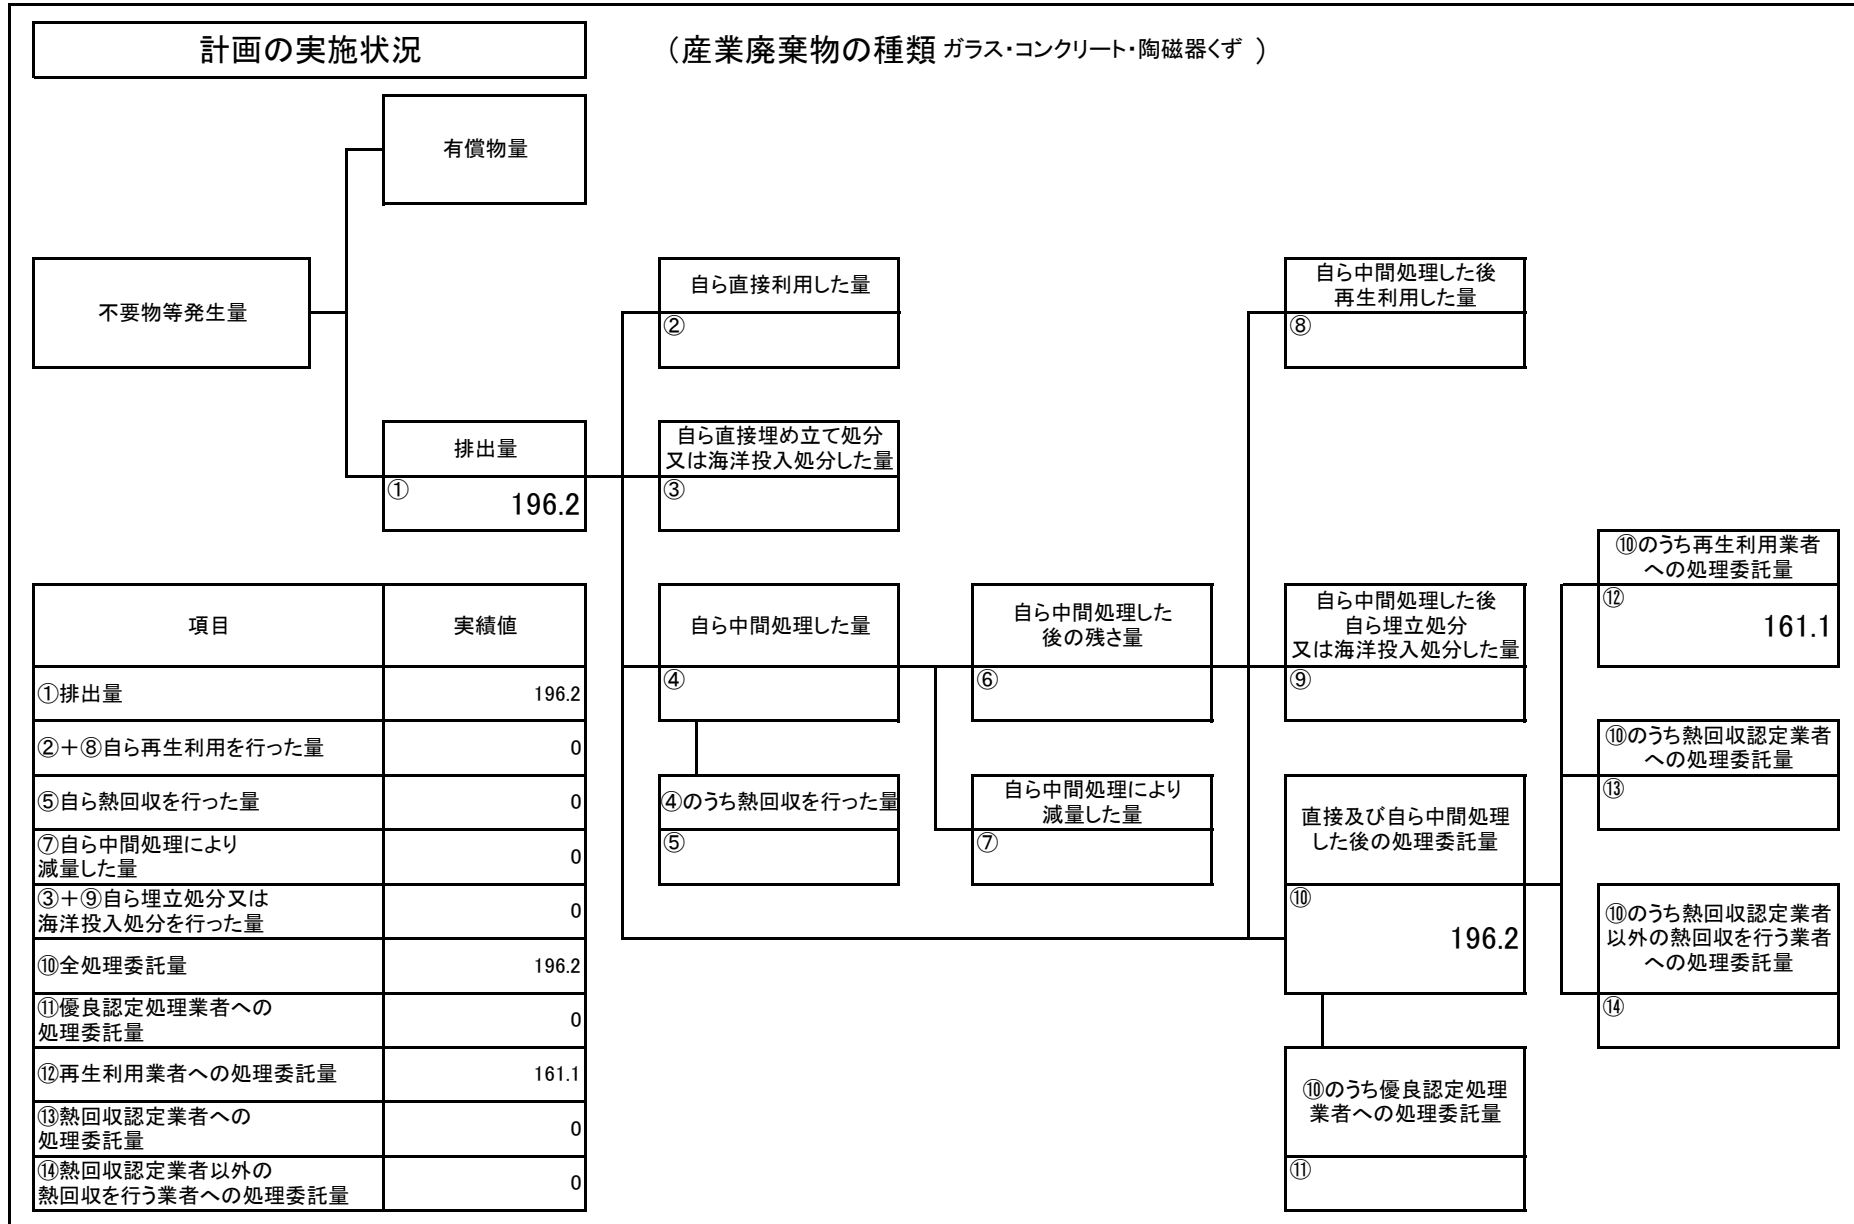 計画の実施状況
（産業廃棄物の種類 ガラス・コンクリート・陶磁器くず ）
有償物量
不要物等発生量
自ら直接利用した量
②
自ら中間処理した後
再生利用した量
⑧
排出量
①
196.2
自ら直接埋め立て処分
又は海洋投入処分した量
③
⑩のうち再生利用業者
への処理委託量
⑫
161.1
自ら中間処理した量
④
自ら中間処理した
後の残さ量
⑥
自ら中間処理した後
自ら埋立処分
又は海洋投入処分した量
⑨
⑩のうち熱回収認定業者
への処理委託量
⑬
④のうち熱回収を行った量
⑤
自ら中間処理により
減量した量
⑦
直接及び自ら中間処理
した後の処理委託量
⑩
196.2
⑩のうち熱回収認定業者
以外の熱回収を行う業者
への処理委託量
⑭
⑩のうち優良認定処理
業者への処理委託量
⑪
項目 実績値
①排出量 196.2
②＋⑧自ら再生利用を行った量 0
⑤自ら熱回収を行った量 0
⑦自ら中間処理により
減量した量 0
③＋⑨自ら埋立処分又は
海洋投入処分を行った量 0
⑩全処理委託量 196.2
⑪優良認定処理業者への
処理委託量 0
⑫再生利用業者への処理委託量 161.1
⑬熱回収認定業者への
処理委託量 0
⑭熱回収認定業者以外の
熱回収を行う業者への処理委託量 0